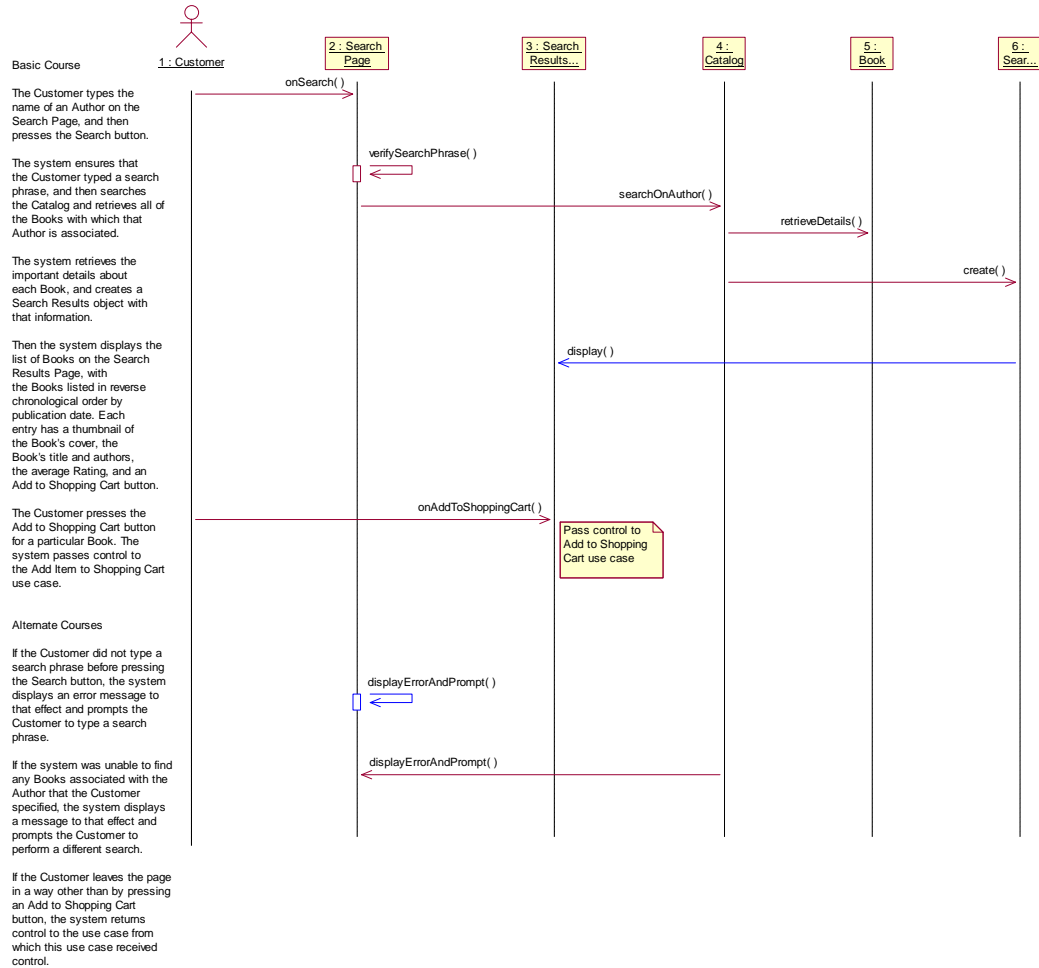 2 : Search
Page
3 : Search
Results...
4 :
Catalog
5 :
Book
6 :
Sear...
1 : Customer
Basic Course
The Customer types the
name of an Author on the
Search Page, and then
presses the Search button.
The system ensures that
the Customer typed a search
phrase, and then searches
the Catalog and retrieves all of
the Books with which that
Author is associated.
The system retrieves the
important details about
each Book, and creates a
Search Results object with
that information.
Then the system displays the
list of Books on the Search
Results Page, with
the Books listed in reverse
chronological order by
publication date. Each
entry has a thumbnail of
the Book's cover, the
Book's title and authors,
the average Rating, and an
Add to Shopping Cart button.
The Customer presses the
Add to Shopping Cart button
for a particular Book. The
system passes control to
the Add Item to Shopping Cart
use case.
Alternate Courses
If the Customer did not type a
search phrase before pressing
the Search button, the system
displays an error message to
that effect and prompts the
Customer to type a search
phrase.
If the system was unable to find
any Books associated with the
Author that the Customer
specified, the system displays
a message to that effect and
prompts the Customer to
perform a different search.
If the Customer leaves the page
in a way other than by pressing
an Add to Shopping Cart
button, the system returns
control to the use case from
which this use case received
control.
onSearch( )
verifySearchPhrase( )
searchOnAuthor( )
retrieveDetails( )
create( )
display( )
onAddToShoppingCart( )
Pass control to
Add to Shopping
Cart use case
displayErrorAndPrompt( )
displayErrorAndPrompt( )